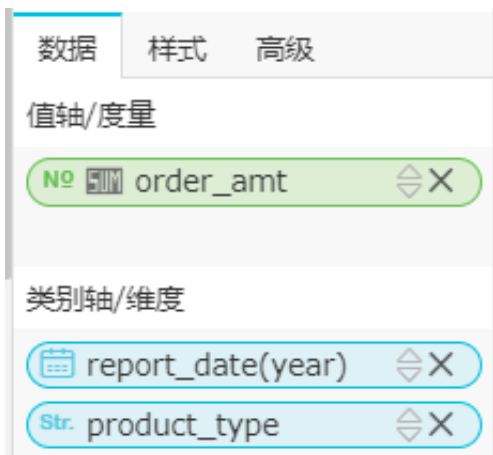 数据 样式 高级
值轴/度量
Nº SUM order_amt
类别轴/维度
report_date(year)
Str. product_type